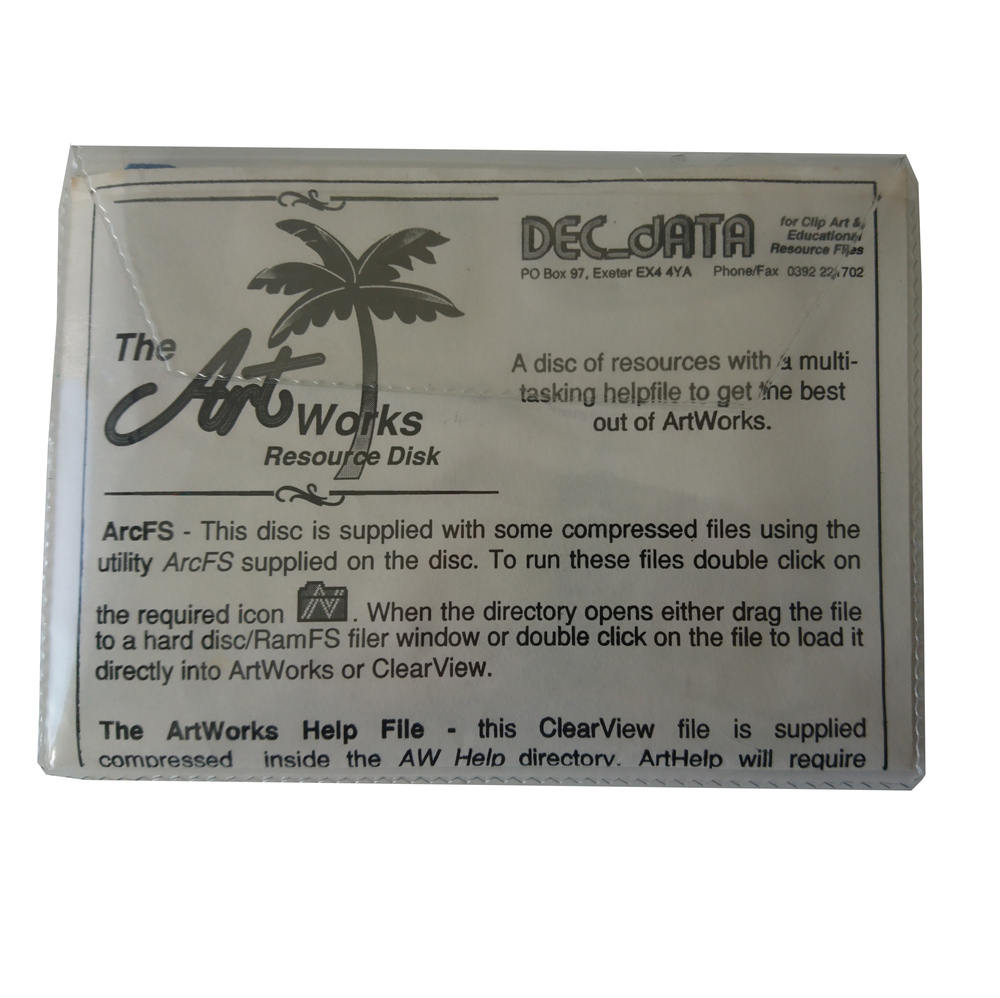 The
Art
Works
Resource Disk
DEC_dATA
for Clip Art &
Educational
Resource Files
PO Box 97, Exeter EX4 4YA Phone/Fax 0392 221702
A disc of resources with a multi-
tasking helpfile to get the best
out of ArtWorks.
ArcFS - This disc is supplied with some compressed files using the
utility ArcFS supplied on the disc. To run these files double click on
the required icon . When the directory opens either drag the file
to a hard disc/RamFS filer window or double click on the file to load it
directly into ArtWorks or ClearView.
The ArtWorks Help File - this ClearView file is supplied
compressed inside the AW Help directory. ArtHelp will require